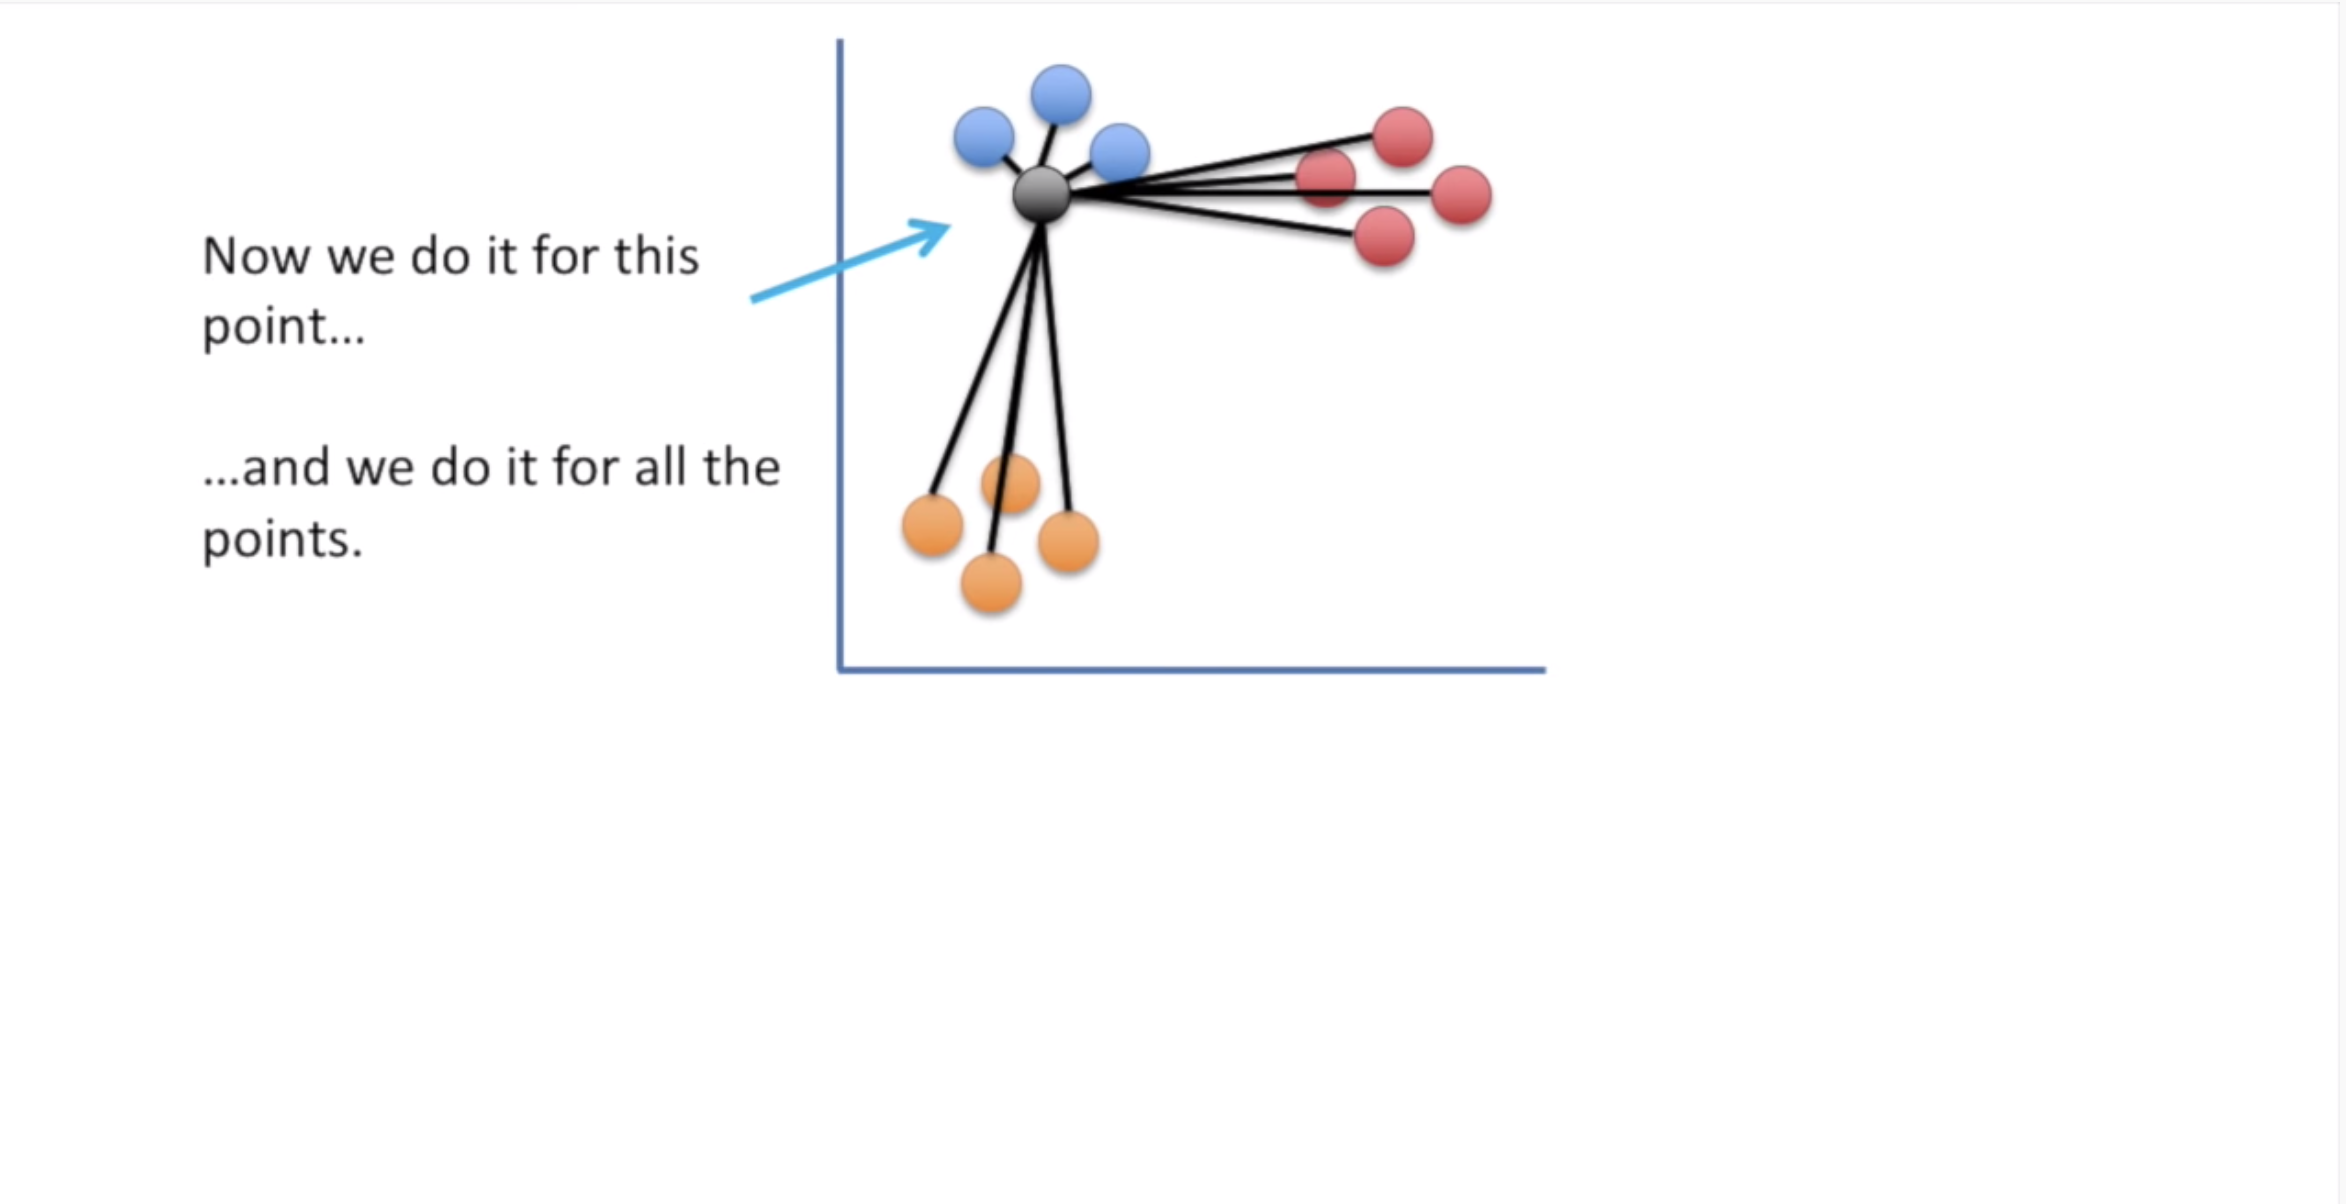 Now we do it for this
point...
...and we do it for all the
points.